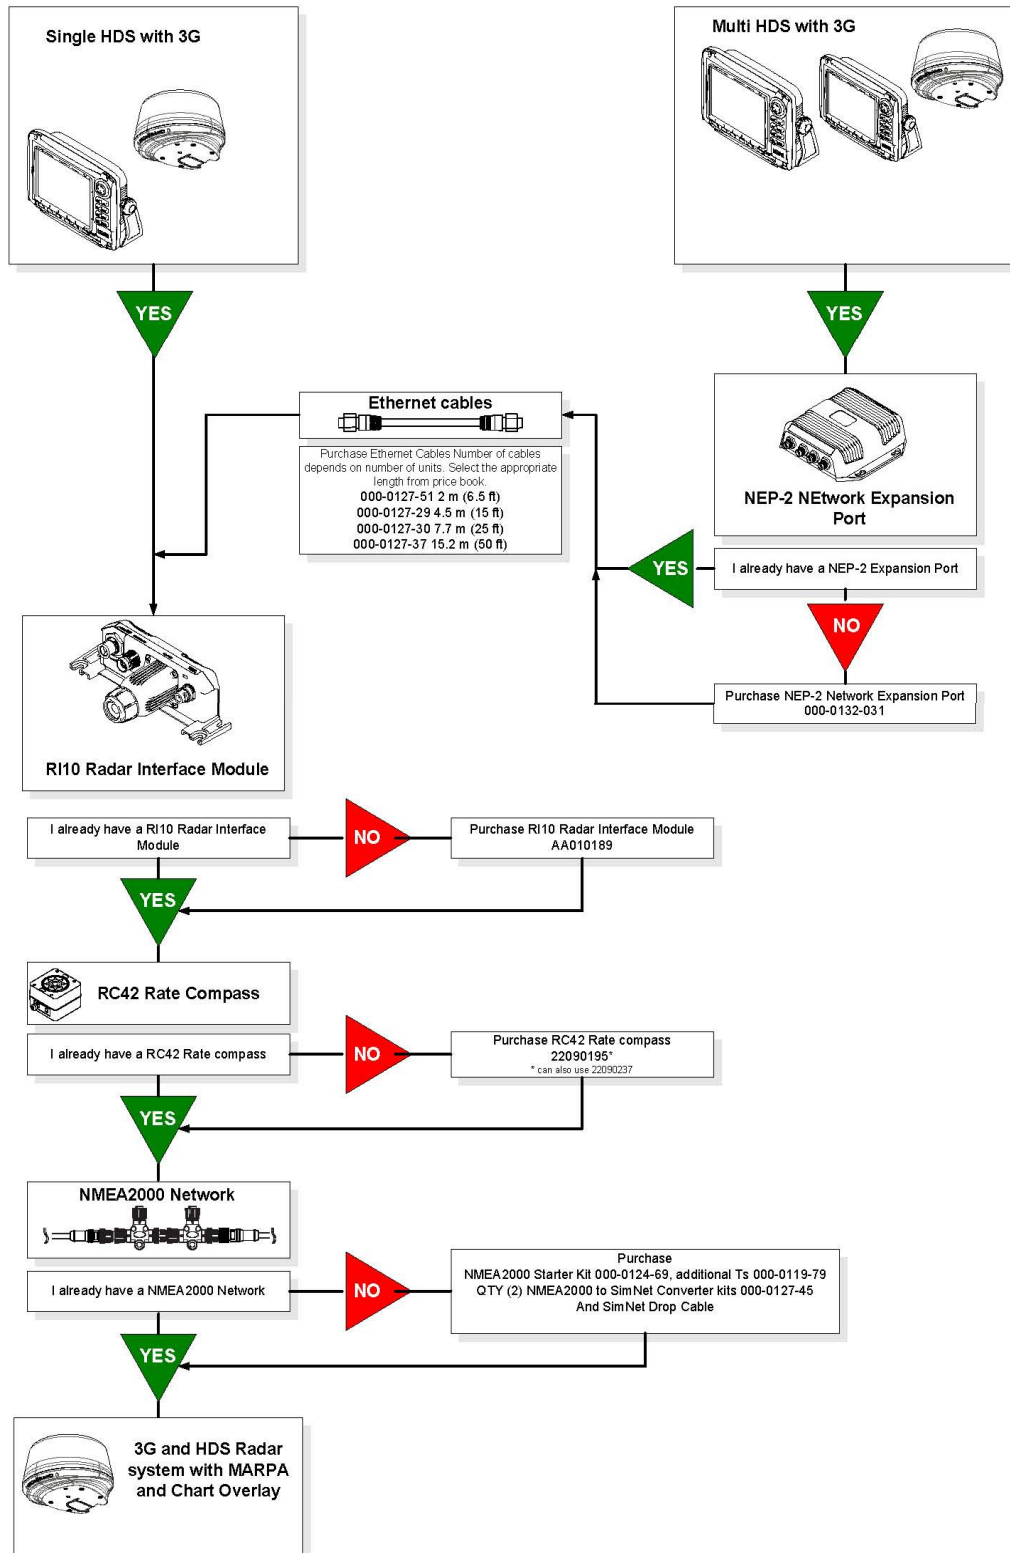 Single HDS with 3G
Multi HDS with 3G
YES
YES
Ethernet cables
Purchase Ethernet Cables Number of cables
depends on number of units. Select the appropriate
length from price book.
000-0127-51 2 m (6.5 ft)
000-0127-29 4.5 m (15 ft)
000-0127-30 7.7 m (25 ft)
000-0127-37 15.2 m (50 ft)
NEP-2 NEtwork Expansion
Port
YES
I already have a NEP-2 Expansion Port
NO
Purchase NEP-2 Network Expansion Port
000-0132-031
RI10 Radar Interface Module
I already have a RI10 Radar Interface
Module
NO
Purchase RI10 Radar Interface Module
AA010189
YES
RC42 Rate Compass
I already have a RC42 Rate compass
NO
Purchase RC42 Rate compass
22090195*
* can also use 22090237
YES
NMEA2000 Network
I already have a NMEA2000 Network
NO
Purchase
NMEA2000 Starter Kit 000-0124-69, additional Ts 000-0119-79
QTY (2) NMEA2000 to SimNet Converter kits 000-0127-45
And SimNet Drop Cable
YES
3G and HDS Radar
system with MARPA
and Chart Overlay